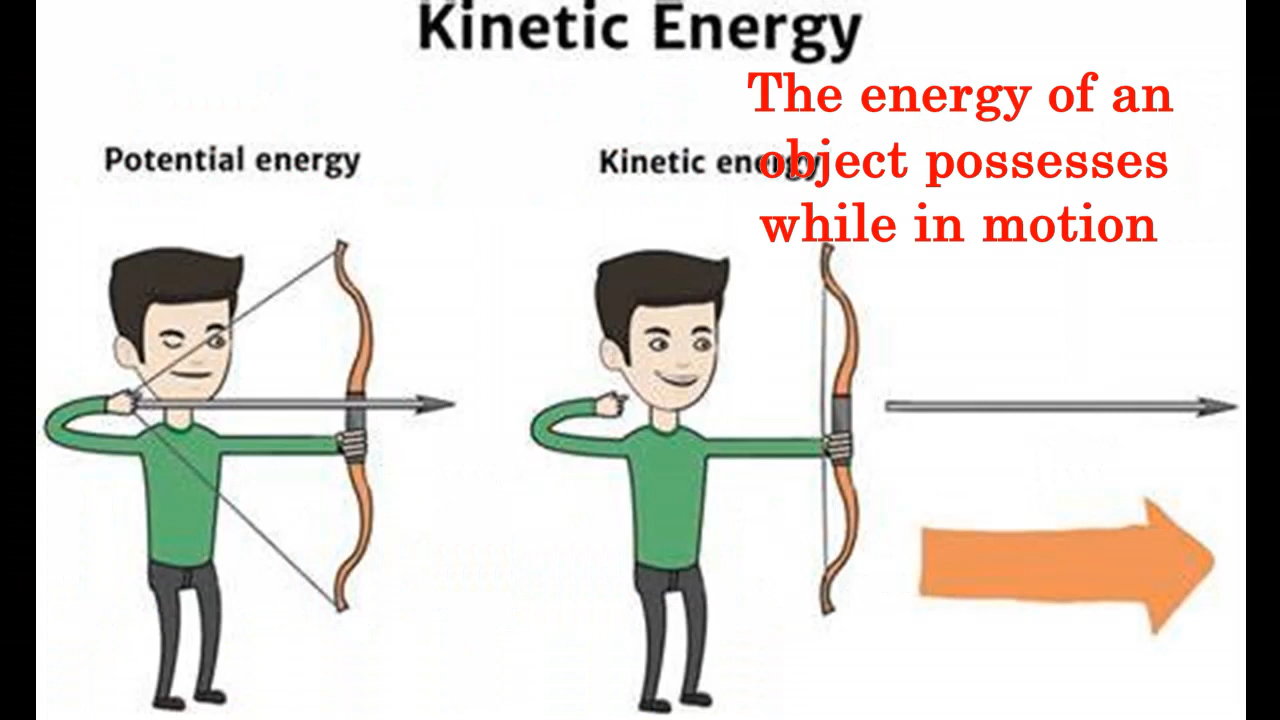 Kinetic Energy
The energy of an
object possesses
while in motion
Potential energy
Kinetic energy